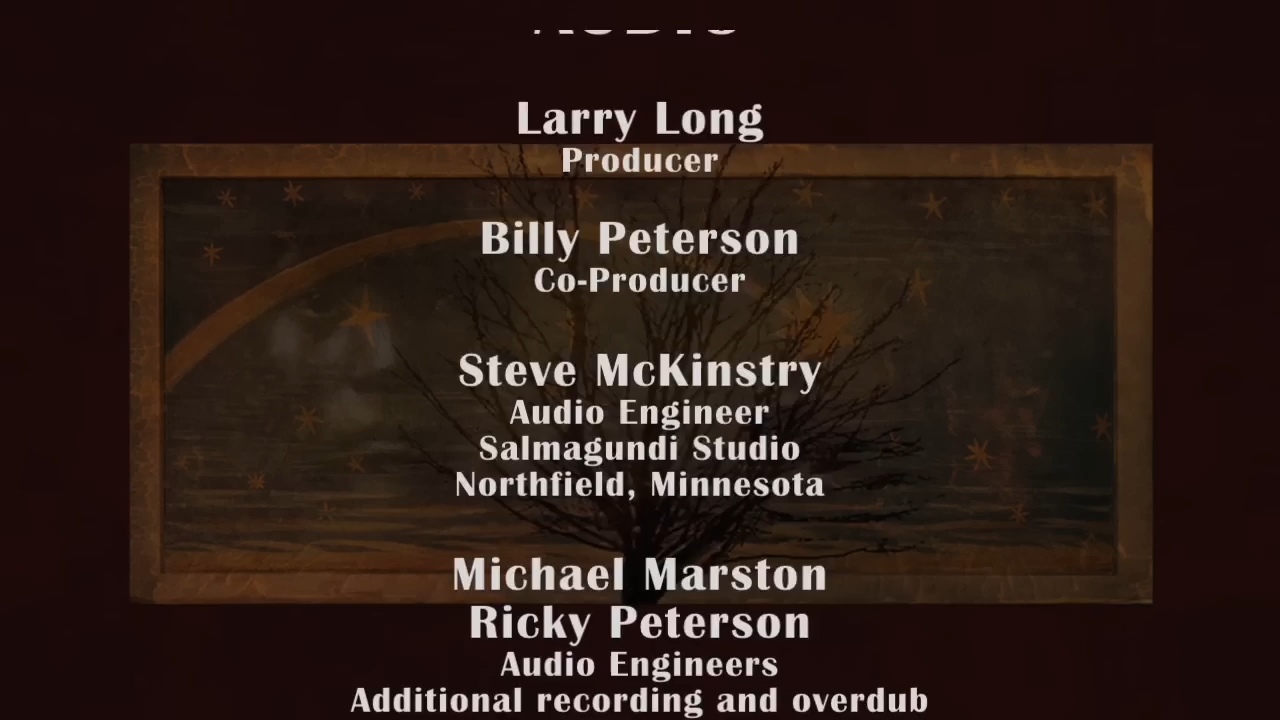 AUDIO
Larry Long
Producer
Billy Peterson
Co-Producer
Steve McKinstry
Audio Engineer
Salmagundi Studio
Northfield, Minnesota
Michael Marston
Ricky Peterson
Audio Engineers
Additional recording and overdub